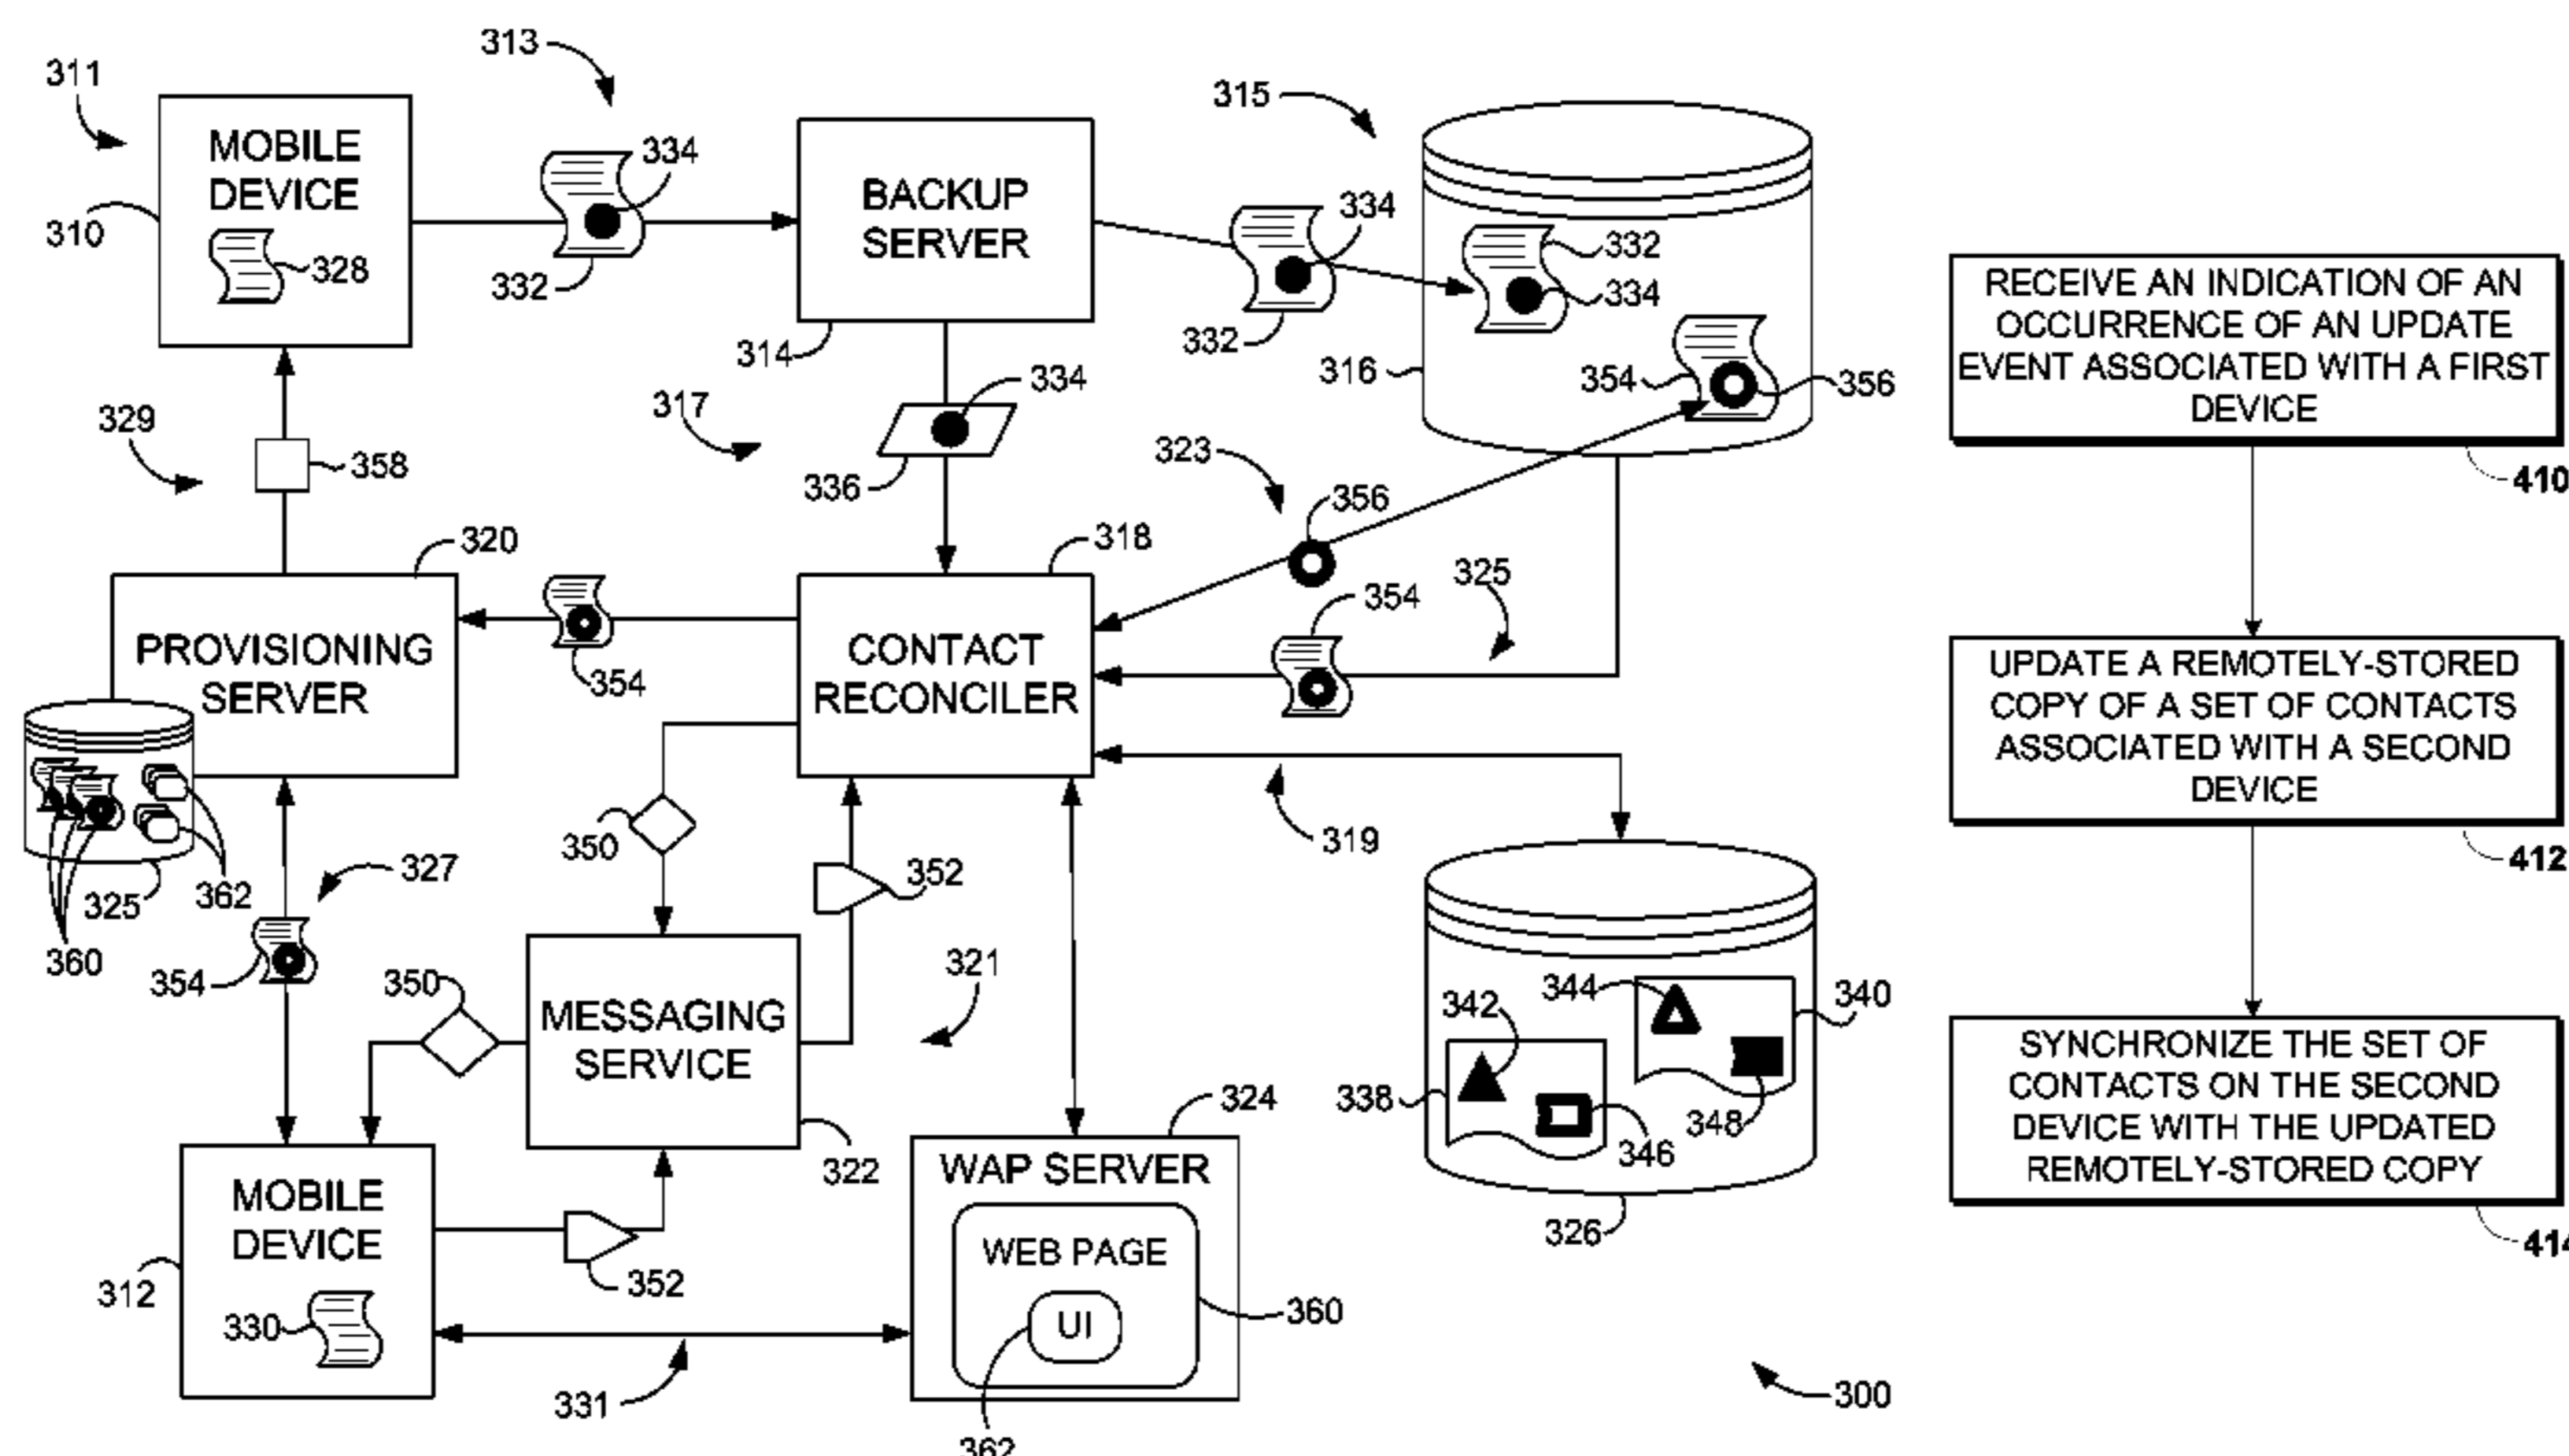 313
311
MOBILE
DEVICE
328
310
334
332
BACKUP
SERVER
314
315
334
332
332
334
316
354
356
317
334
336
329
358
323
356
320
318
354
325
PROVISIONING
SERVER
354
CONTACT
RECONCILER
350
319
352
325
362
360
327
354
350
321
MESSAGING
SERVICE
322
342
344
340
338
346
348
326
MOBILE
DEVICE
312
330
352
324
WAP SERVER
WEB PAGE
UI
360
362
331
300
RECEIVE AN INDICATION OF AN
OCCURRENCE OF AN UPDATE
EVENT ASSOCIATED WITH A FIRST
DEVICE
410
UPDATE A REMOTELY-STORED
COPY OF A SET OF CONTACTS
ASSOCIATED WITH A SECOND
DEVICE
412
SYNCHRONIZE THE SET OF
CONTACTS ON THE SECOND
DEVICE WITH THE UPDATED
REMOTELY-STORED COPY
414